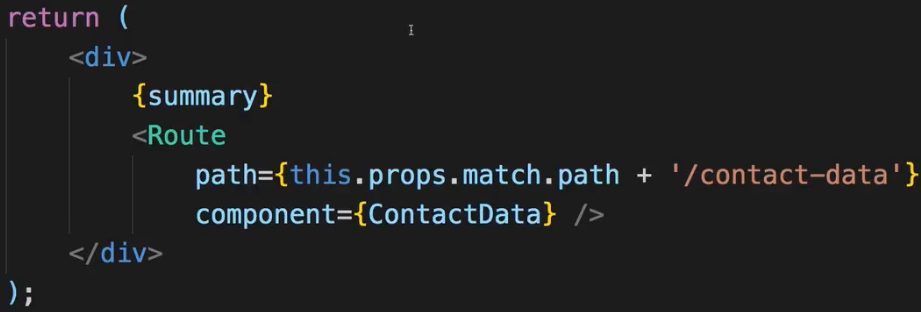 return (
<div>
{summary}
<Route
path={this.props.match.path + '/contact-data'}
component={ContactData} />
</div>
);